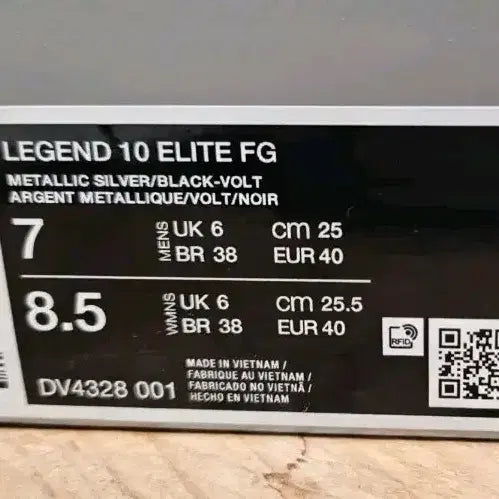 LEGEND 10 ELITE FG
METALLIC SILVER/BLACK-VOLT
ARGENT METALLIQUE/VOLT/NOIR
7 MENS UK 6 cm 25
BR 38 EUR 40
8.5 WMNS UK 6 cm 25.5
BR 38 EUR 40
RFID
MADE IN VIETNAM /
FABRIQUE AU VIETNAM /
DV4328 001 FABRICADO NO VIETNÃ /
HECHO EN VIETNAM